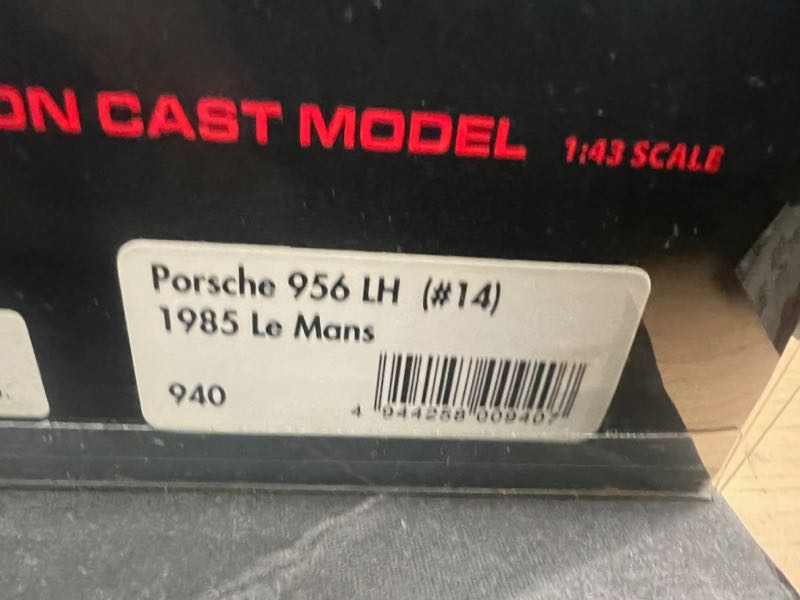 ON CAST MODEL 1:43 SCALE
Porsche 956 LH (#14)
1985 Le Mans
940
4 944258 009407